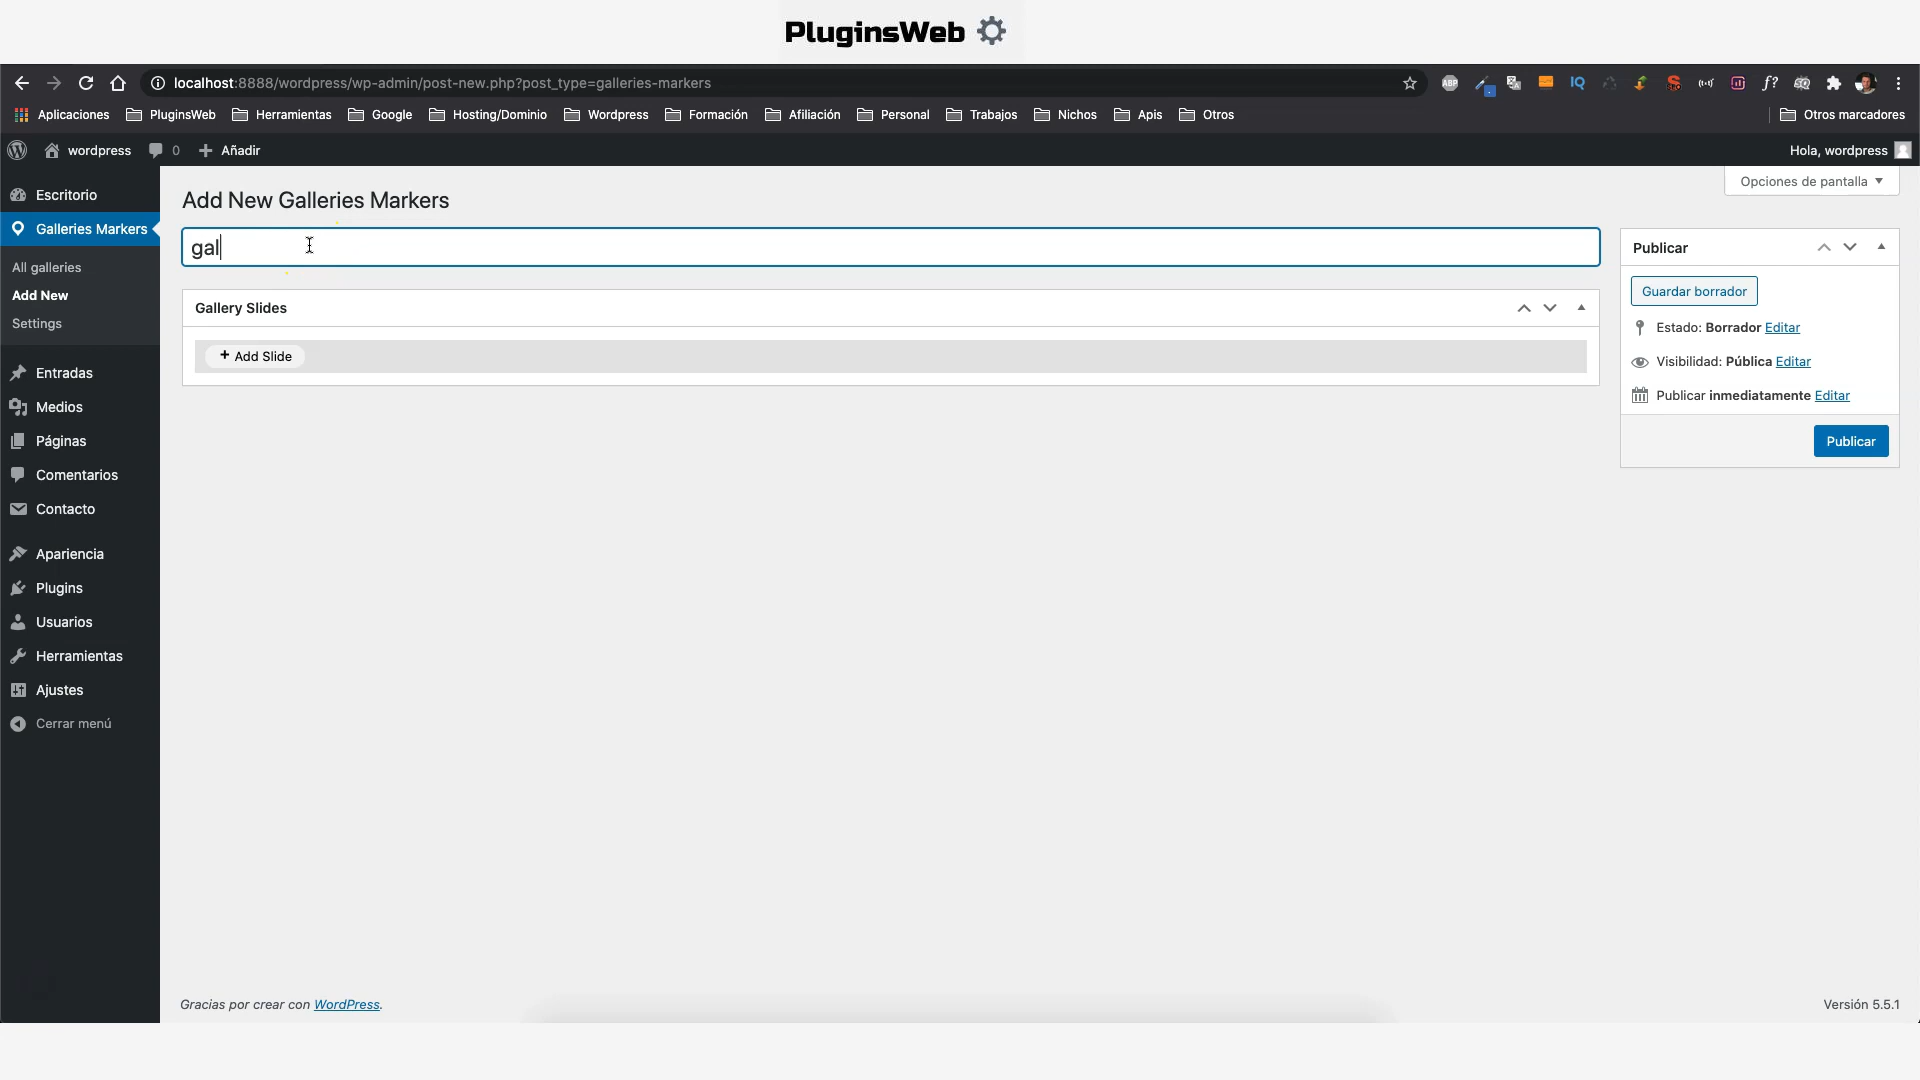 PluginsWeb
localhost:8888/wordpress/wp-admin/post-new.php?post_type=galleries-markers
Aplicaciones PluginsWeb Herramientas Google Hosting/Dominio Wordpress Formación Afiliación Personal Trabajos Nichos Apis Otros Otros marcadores
wordpress 0 Añadir Hola, wordpress
Opciones de pantalla
Escritorio
Galleries Markers
All galleries
Add New
Settings
Entradas
Medios
Páginas
Comentarios
Contacto
Apariencia
Plugins
Usuarios
Herramientas
Ajustes
Cerrar menú
Add New Galleries Markers
gal
Gallery Slides
+ Add Slide
Publicar
Guardar borrador
Estado: Borrador Editar
Visibilidad: Pública Editar
Publicar inmediatamente Editar
Publicar
Gracias por crear con WordPress.
Versión 5.5.1